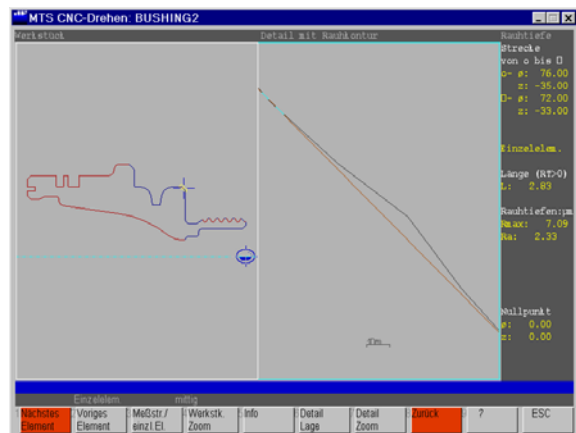 MTS CNC-Drehen: BUSHING2
Werkstück
Detail mit Rauhkontur
Rauhtiefe
Strecke
von o bis □
o- ø: 76.00
z: -35.00
□- ø: 72.00
z: -33.00
Einzelelem.
Länge (RT>0)
L: 2.83
Rauhtiefen:µm
Rmax: 7.09
Ra: 2.33
Nullpunkt
ø: 0.00
z: 0.00
Einzelelem. mittig
Nächstes Element
Voriges Element
Meßstr./ einzl.El.
Werkstk. Zoom
Info
Detail Lage
Detail Zoom
Zurück
?
ESC